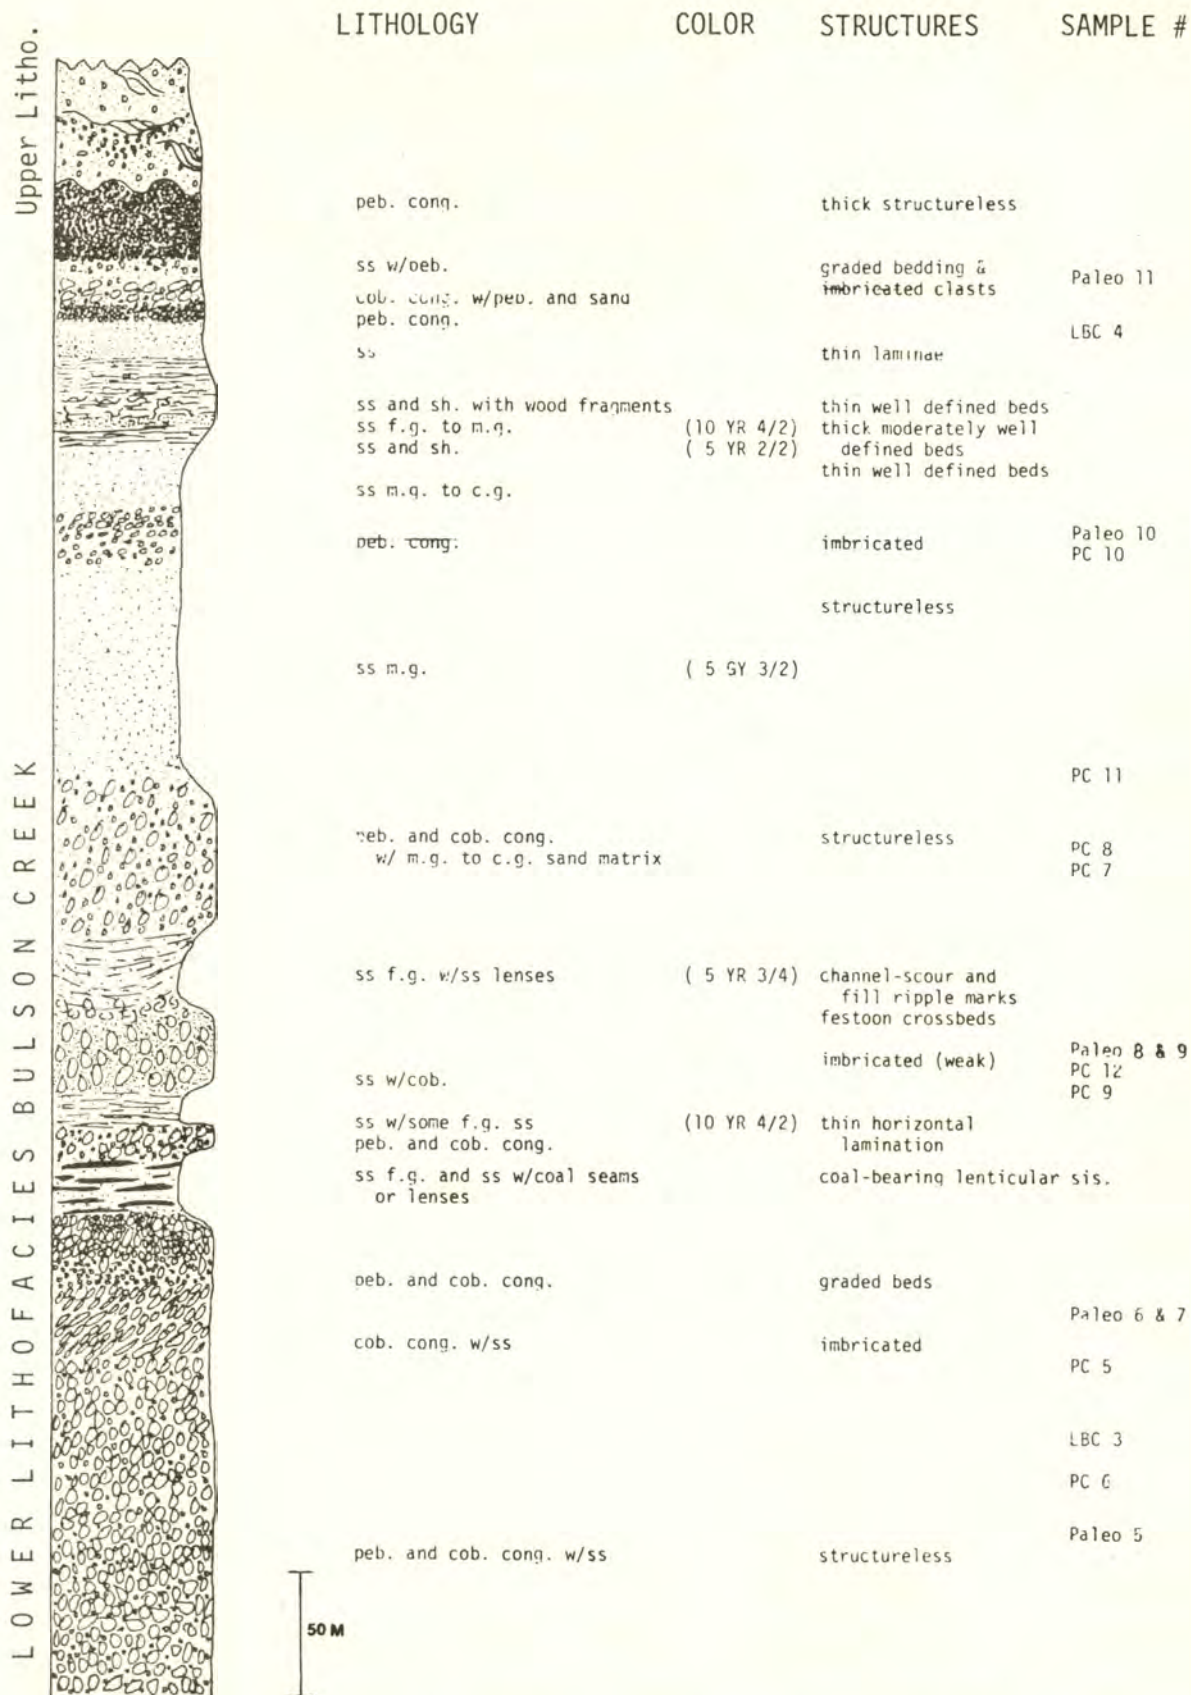 LITHOLOGY COLOR STRUCTURES SAMPLE #
Upper Litho.
LOWER LITHOFACIES BULSON CREEK
peb. cong. thick structureless
ss w/peb. graded bedding &
imbricated clasts Paleo 11
cob. cong. w/peb. and sand
peb. cong.
LBC 4
ss thin laminae
ss and sh. with wood fragments thin well defined beds
ss f.g. to m.g. (10 YR 4/2) thick moderately well
ss and sh. ( 5 YR 2/2) defined beds
thin well defined beds
ss m.g. to c.g.
peb. cong. imbricated Paleo 10
PC 10
structureless
ss m.g. ( 5 GY 3/2)
PC 11
peb. and cob. cong. structureless PC 8
w/ m.g. to c.g. sand matrix PC 7
ss f.g. w/ss lenses ( 5 YR 3/4) channel-scour and
fill ripple marks
festoon crossbeds
imbricated (weak) Paleo 8 & 9
ss w/cob. PC 12
PC 9
ss w/some f.g. ss (10 YR 4/2) thin horizontal
peb. and cob. cong. lamination
ss f.g. and ss w/coal seams coal-bearing lenticular sis.
or lenses
peb. and cob. cong. graded beds
Paleo 6 & 7
cob. cong. w/ss imbricated
PC 5
LBC 3
PC 6
Paleo 5
peb. and cob. cong. w/ss structureless
50 M